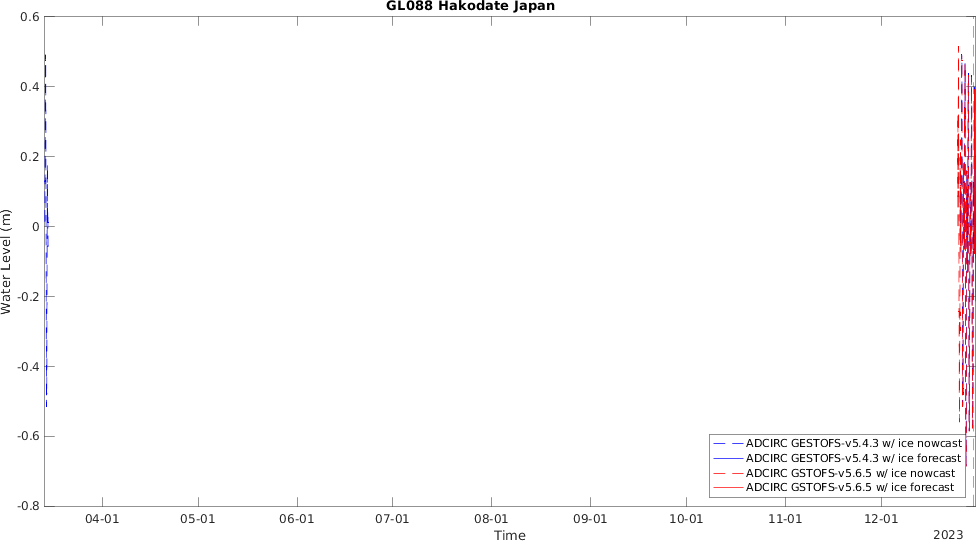 GL088 Hakodate Japan
0.6
0.4
0.2
0
-0.2
-0.4
-0.6
-0.8
Water Level (m)
ADCIRC GESTOFS-v5.4.3 w/ ice nowcast
ADCIRC GESTOFS-v5.4.3 w/ ice forecast
ADCIRC GSTOFS-v5.6.5 w/ ice nowcast
ADCIRC GSTOFS-v5.6.5 w/ ice forecast
04-01 05-01 06-01 07-01 08-01 09-01 10-01 11-01 12-01
Time
2023